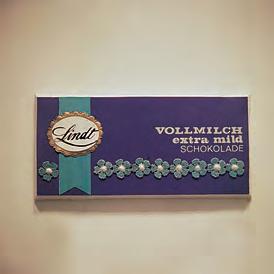 Lindt
VOLLMILCH
extra mild
SCHOKOLADE